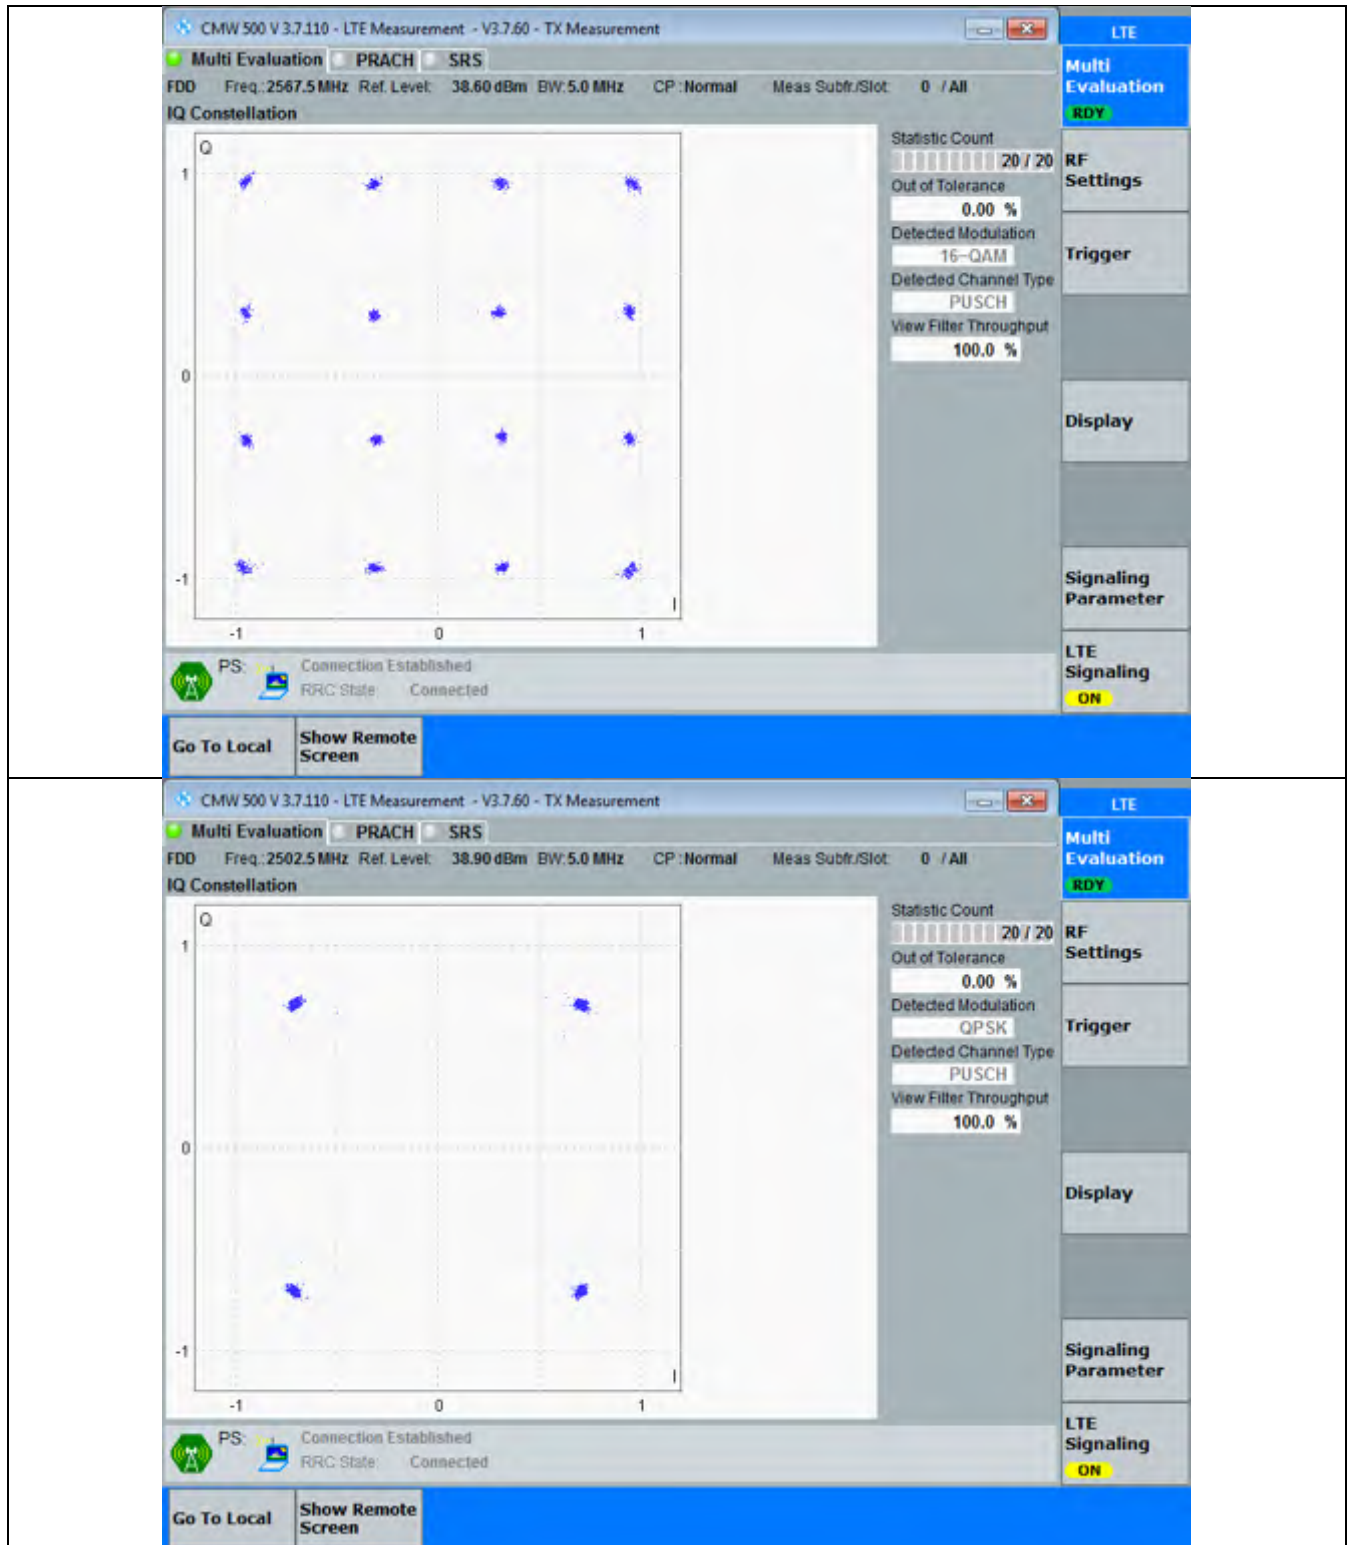 CMW 500 V 3.7.110 - LTE Measurement - V3.7.60 - TX Measurement
LTE
Multi Evaluation PRACH SRS
Multi
Evaluation
RDY
FDD Freq.:2567.5 MHz Ref. Level: 38.60 dBm BW:5.0 MHz CP :Normal Meas Subfr./Slot: 0 / All
IQ Constellation
Q
1
0
-1
-1 0 1
I
Statistic Count
20 / 20
Out of Tolerance
0.00 %
Detected Modulation
16-QAM
Detected Channel Type
PUSCH
View Filter Throughput
100.0 %
RF
Settings
Trigger
Display
Signaling
Parameter
LTE
Signaling
ON
PS: Connection Established
RRC State: Connected
Go To Local
Show Remote
Screen
CMW 500 V 3.7.110 - LTE Measurement - V3.7.60 - TX Measurement
LTE
Multi Evaluation PRACH SRS
Multi
Evaluation
RDY
FDD Freq.:2502.5 MHz Ref. Level: 38.90 dBm BW:5.0 MHz CP :Normal Meas Subfr./Slot: 0 / All
IQ Constellation
Q
1
0
-1
-1 0 1
I
Statistic Count
20 / 20
Out of Tolerance
0.00 %
Detected Modulation
QPSK
Detected Channel Type
PUSCH
View Filter Throughput
100.0 %
RF
Settings
Trigger
Display
Signaling
Parameter
LTE
Signaling
ON
PS: Connection Established
RRC State: Connected
Go To Local
Show Remote
Screen